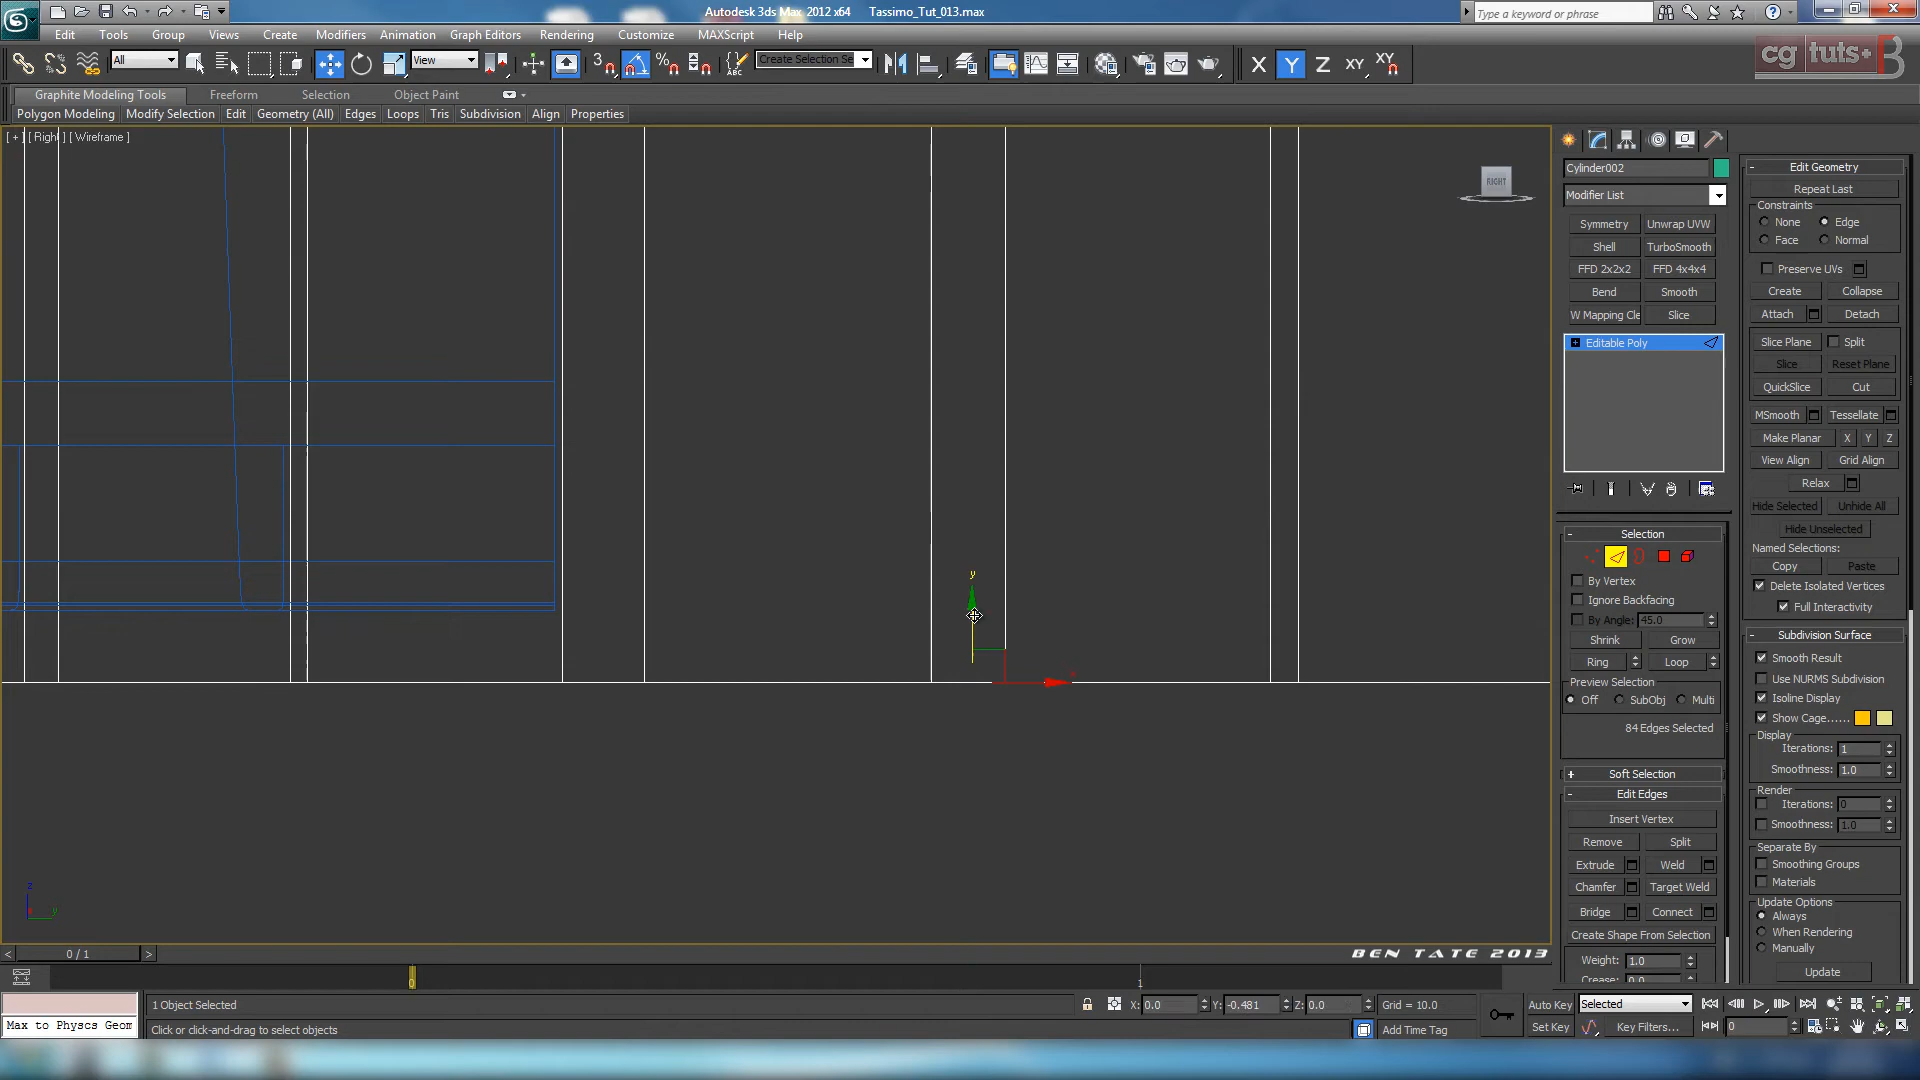 Autodesk 3ds Max 2012 x64 Tassimo_Tut_013.max
Type a keyword or phrase
Edit Tools Group Views Create Modifiers Animation Graph Editors Rendering Customize MAXScript Help
All View Create Selection Se X Y Z XY XY
cg tuts+ B
Graphite Modeling Tools Freeform Selection Object Paint
Polygon Modeling Modify Selection Edit Geometry (All) Edges Loops Tris Subdivision Align Properties
[ + ] [ Right ] [ Wireframe ]
RIGHT
Cylinder002
Modifier List
Symmetry Unwrap UVW
Shell TurboSmooth
FFD 2x2x2 FFD 4x4x4
Bend Smooth
W Mapping Cle Slice
Editable Poly
Selection
By Vertex
Ignore Backfacing
By Angle: 45.0
Shrink Grow
Ring Loop
Preview Selection
Off SubObj Multi
84 Edges Selected
Soft Selection
Edit Edges
Insert Vertex
Remove Split
Extrude Weld
Chamfer Target Weld
Bridge Connect
Create Shape From Selection
Weight: 1.0
Crease: 0.0
Edit Geometry
Repeat Last
Constraints
None Edge
Face Normal
Preserve UVs
Create Collapse
Attach Detach
Slice Plane Split
Slice Reset Plane
QuickSlice Cut
MSmooth Tessellate
Make Planar X Y Z
View Align Grid Align
Relax
Hide Selected Unhide All
Hide Unselected
Named Selections:
Copy Paste
Delete Isolated Vertices
Full Interactivity
Subdivision Surface
Smooth Result
Use NURMS Subdivision
Isoline Display
Show Cage......
Display
Iterations: 1
Smoothness: 1.0
Render
Iterations: 0
Smoothness: 1.0
Separate By
Smoothing Groups
Materials
Update Options
Always
When Rendering
Manually
Update
y
z
y
< 0 / 1 >
BEN TATE 2013
0 1
1 Object Selected X: 0.0 Y: -0.481 Z: 0.0 Grid = 10.0 Auto Key Selected
Max to Physcs Geom Click or click-and-drag to select objects Add Time Tag Set Key Key Filters... 0